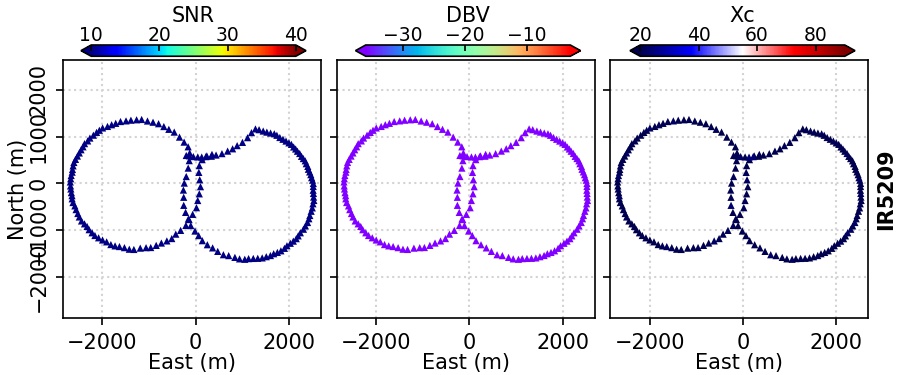 SNR DBV Xc
10 20 30 40 −30 −20 −10 20 40 60 80
North (m)
2000
1000
0
−1000
−2000
IR5209
−2000 0 2000 −2000 0 2000 −2000 0 2000
East (m) East (m) East (m)